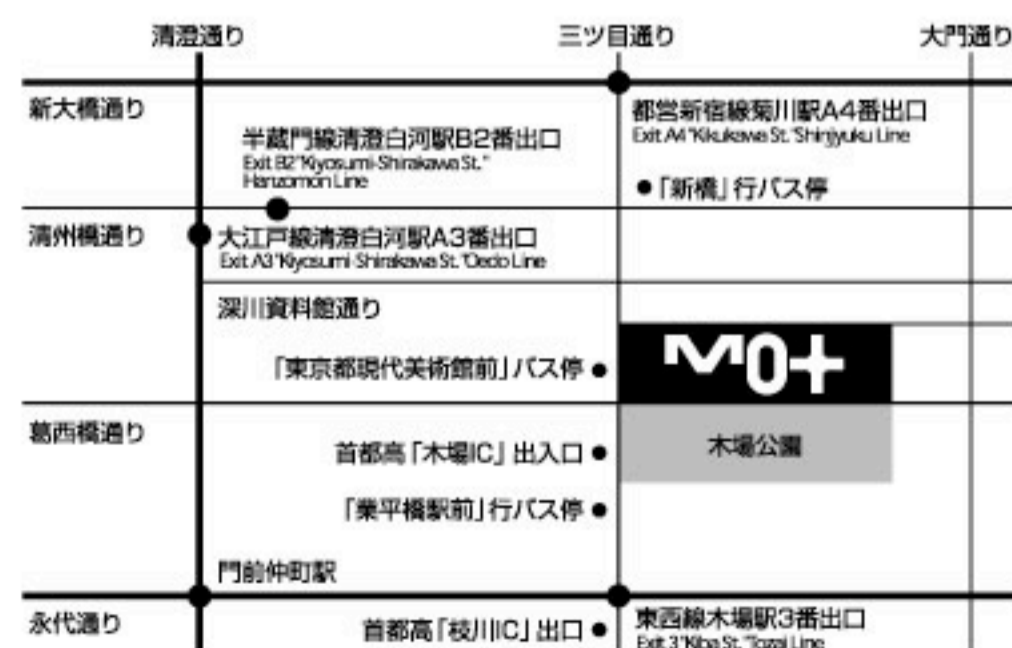 清澄通り
三ツ目通り
大門通り
新大橋通り
都営新宿線菊川駅A4番出口
Exit A4"Kikukawa St."Shinjyuku Line
半蔵門線清澄白河駅B2番出口
Exit B2"Kiyosumi-Shirakawa St."
Hanzomon Line
「新橋」行バス停
清州橋通り
大江戸線清澄白河駅A3番出口
Exit A3"Kiyosumi-Shirakawa St."Oedo Line
深川資料館通り
「東京都現代美術館前」バス停
MO+
葛西橋通り
首都高「木場IC」出入口
木場公園
「業平橋駅前」行バス停
門前仲町駅
永代通り
首都高「枝川IC」出口
東西線木場駅3番出口
Exit 3"Kiba St."Tozai Line